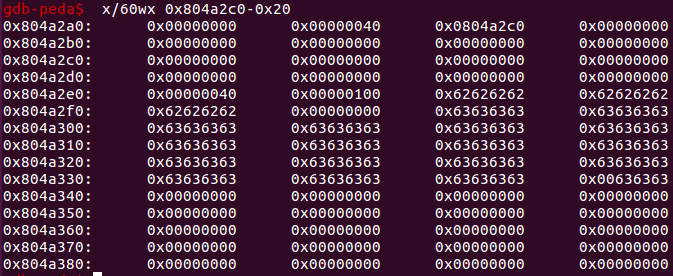 gdb-peda$ x/60wx 0x804a2c0-0x20
0x804a2a0: 0x00000000 0x00000040 0x0804a2c0 0x00000000
0x804a2b0: 0x00000000 0x00000000 0x00000000 0x00000000
0x804a2c0: 0x00000000 0x00000000 0x00000000 0x00000000
0x804a2d0: 0x00000000 0x00000000 0x00000000 0x00000000
0x804a2e0: 0x00000040 0x00000100 0x62626262 0x62626262
0x804a2f0: 0x62626262 0x00000000 0x63636363 0x63636363
0x804a300: 0x63636363 0x63636363 0x63636363 0x63636363
0x804a310: 0x63636363 0x63636363 0x63636363 0x63636363
0x804a320: 0x63636363 0x63636363 0x63636363 0x63636363
0x804a330: 0x63636363 0x63636363 0x63636363 0x00636363
0x804a340: 0x00000000 0x00000000 0x00000000 0x00000000
0x804a350: 0x00000000 0x00000000 0x00000000 0x00000000
0x804a360: 0x00000000 0x00000000 0x00000000 0x00000000
0x804a370: 0x00000000 0x00000000 0x00000000 0x00000000
0x804a380: 0x00000000 0x00000000 0x00000000 0x00000000